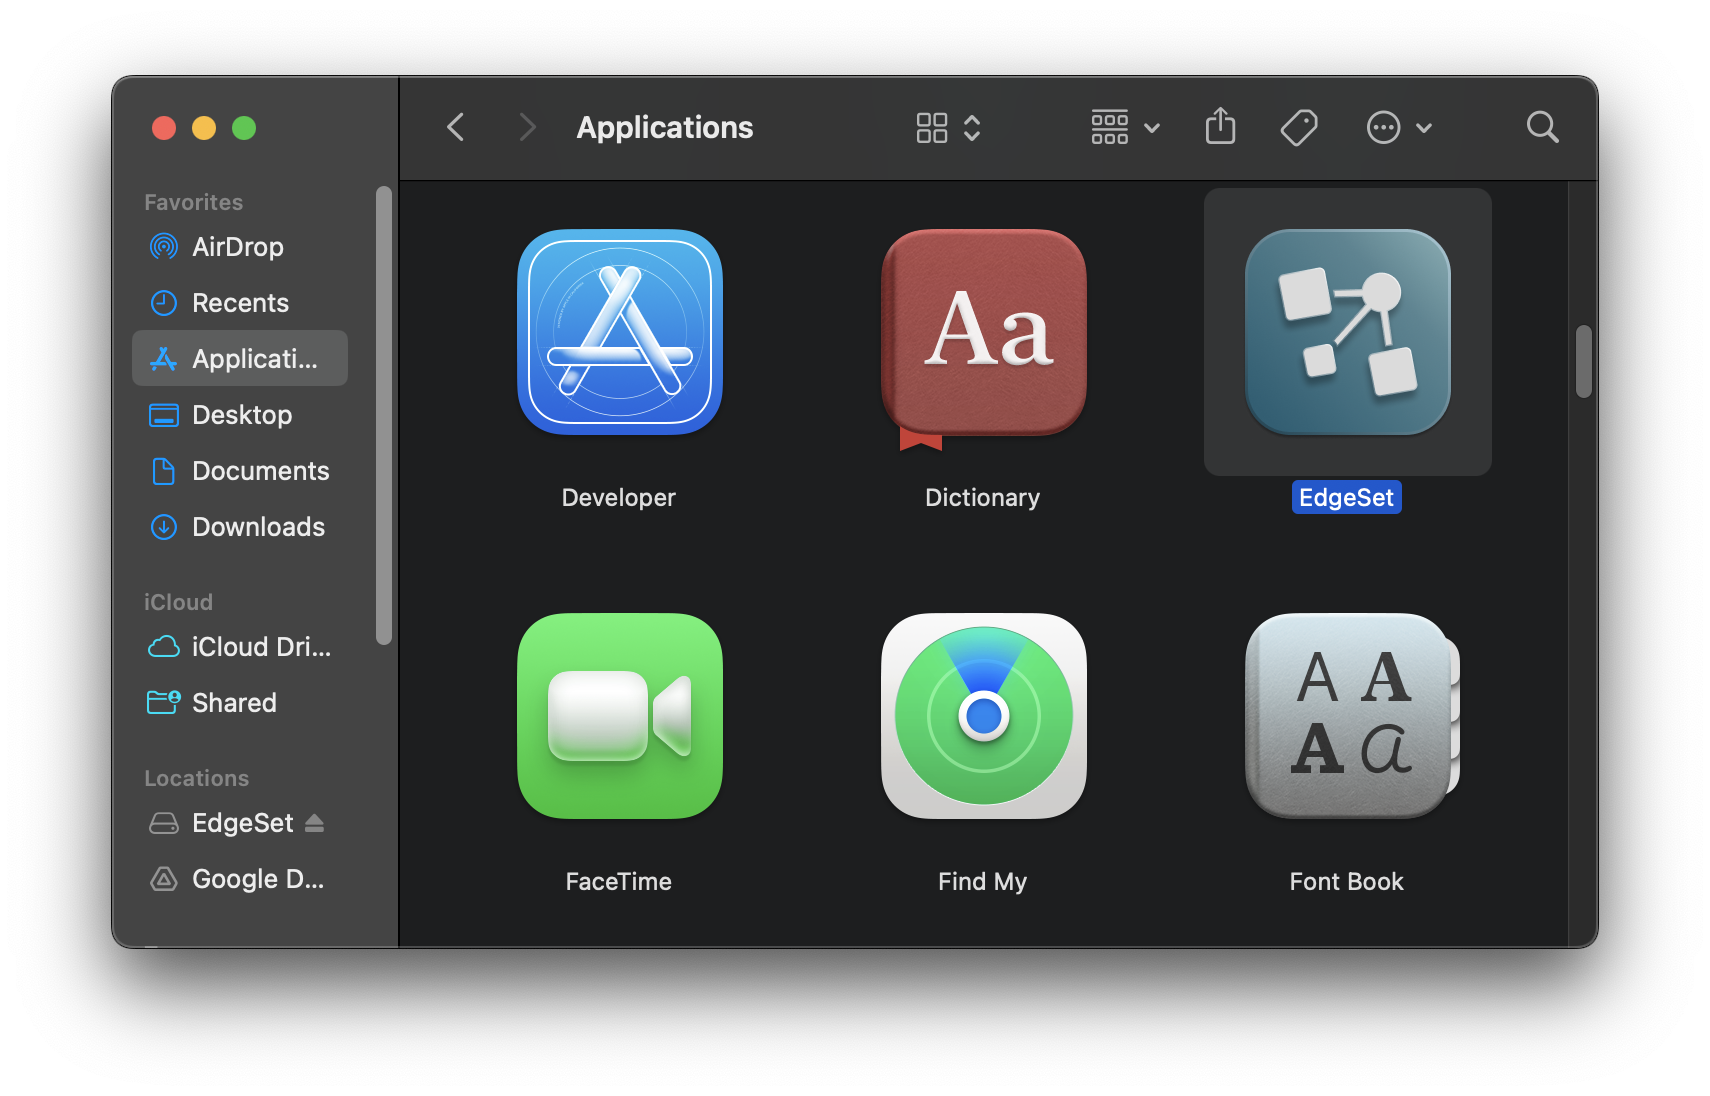 Applications
Favorites
AirDrop
Recents
Applicati...
Desktop
Documents
Downloads
iCloud
iCloud Dri...
Shared
Locations
EdgeSet
Google D...
Aa
Developer
Dictionary
EdgeSet
A A
A a
FaceTime
Find My
Font Book